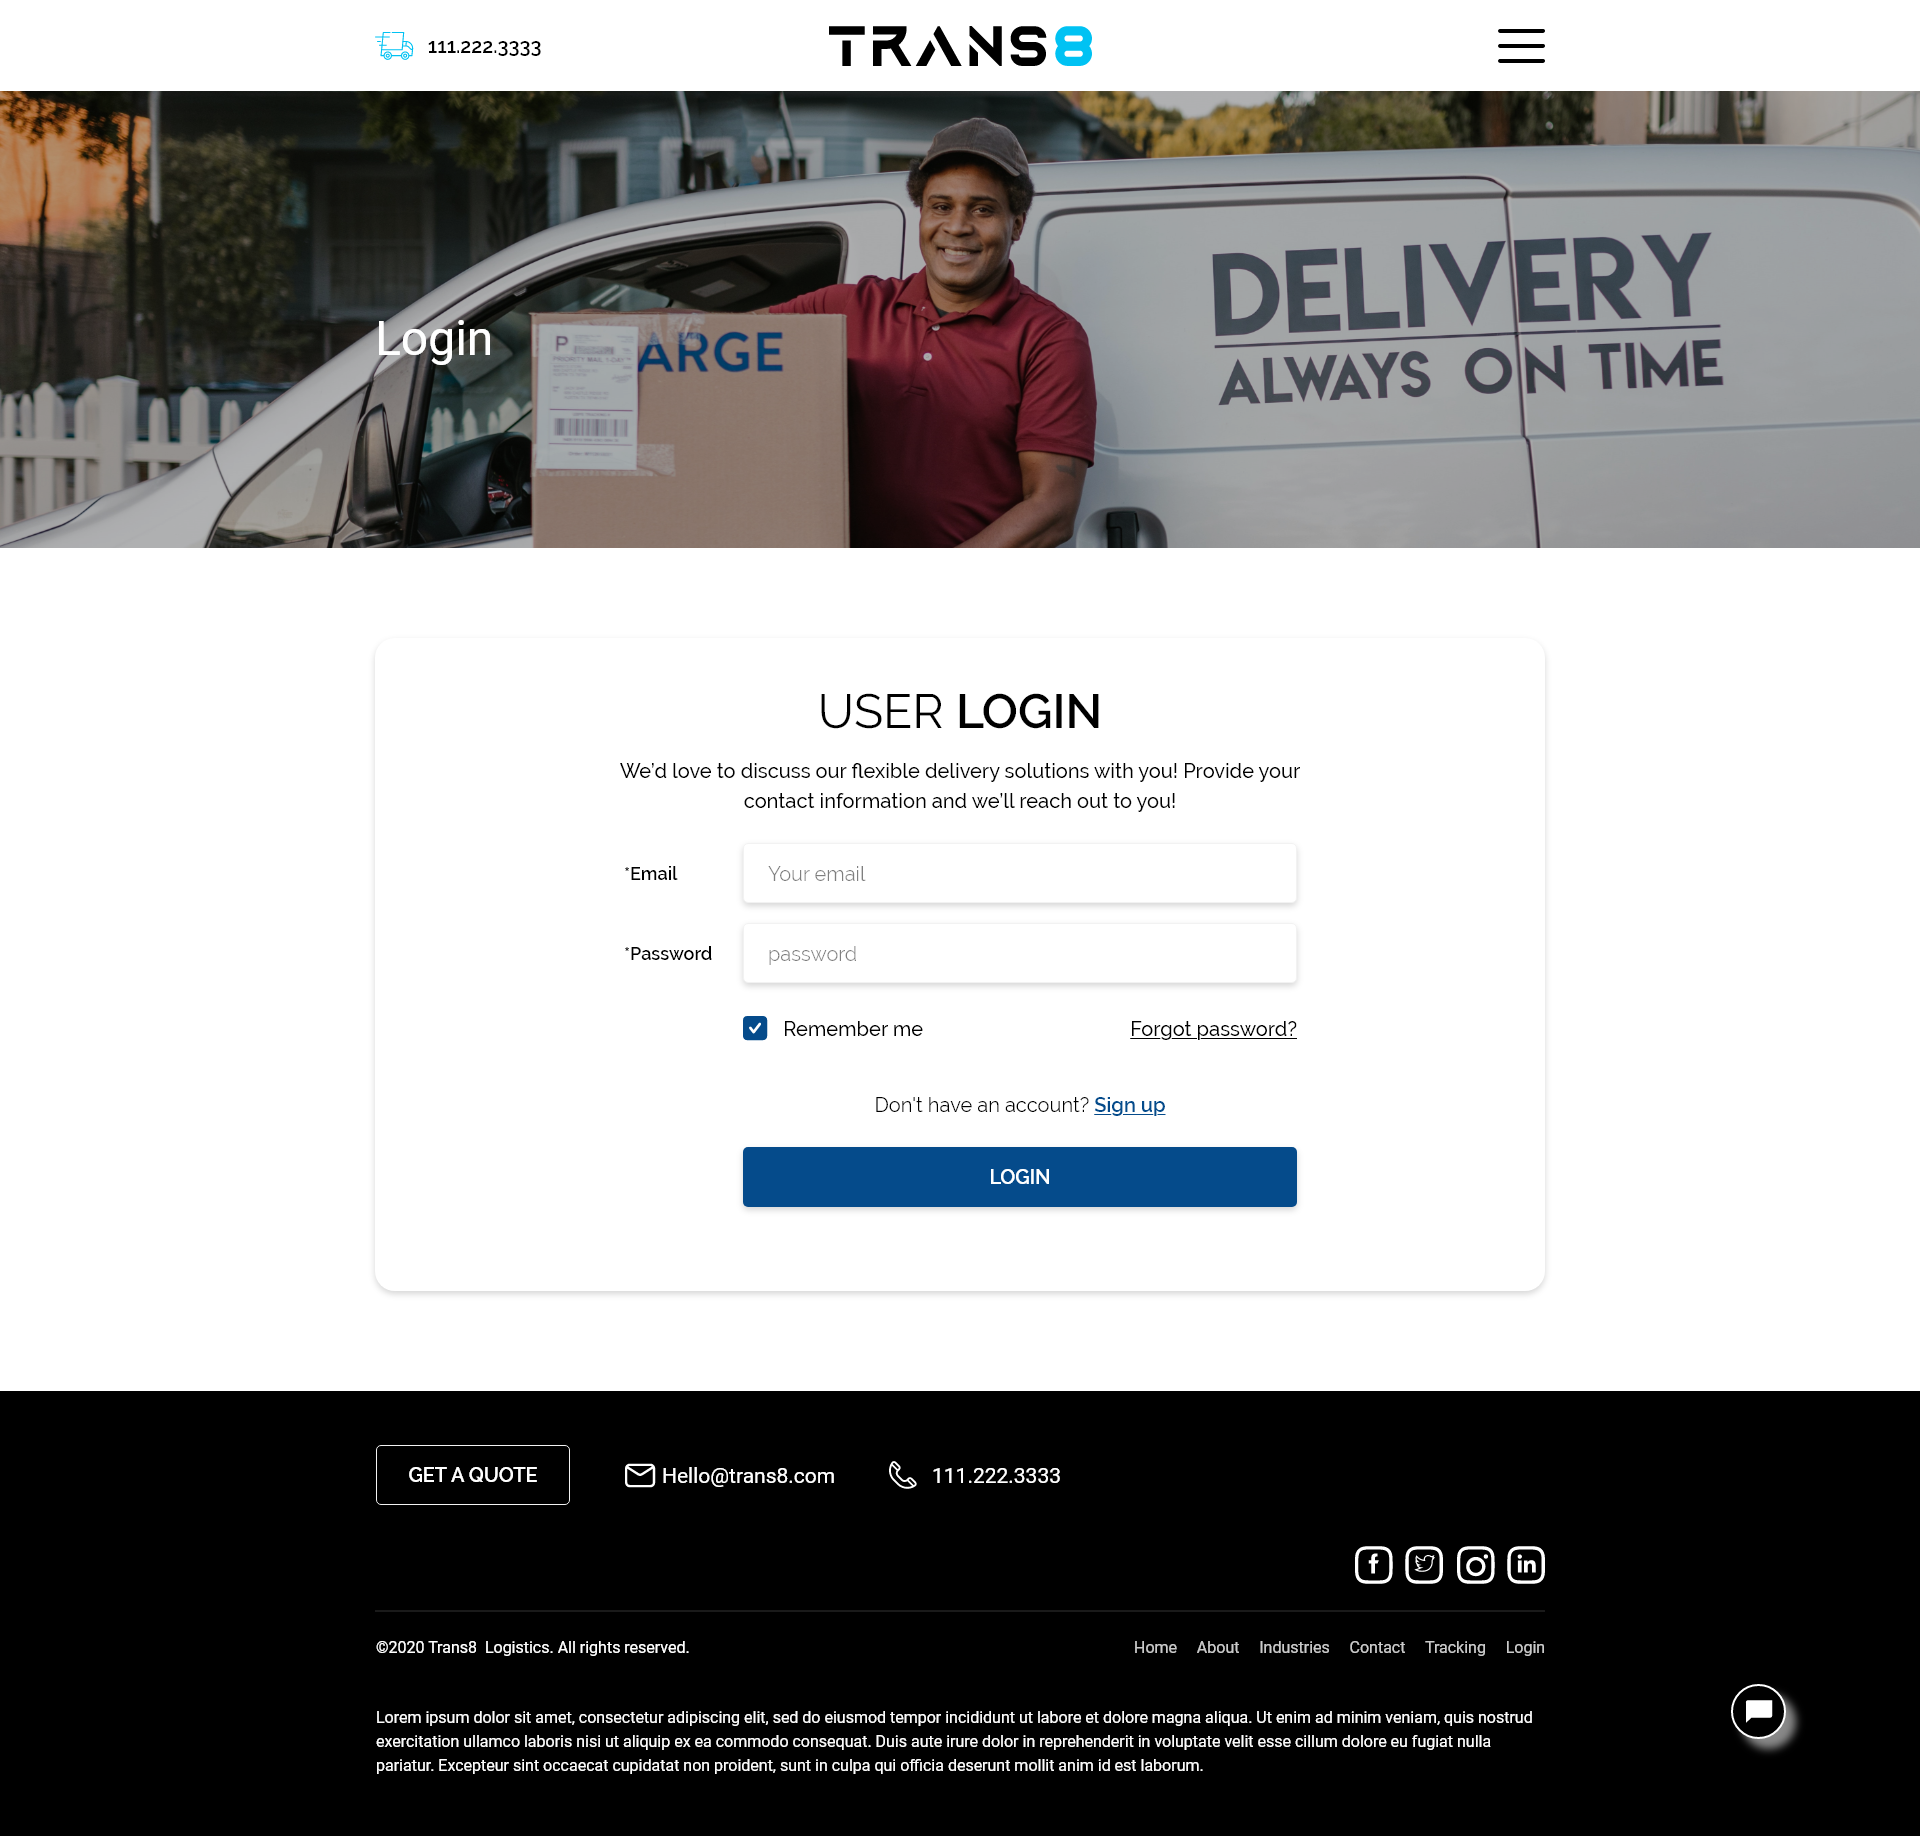 111.222.3333
TRANS8
Login
P
PRIORITY MAIL 1-DAY
ARGE
DELIVERY
ALWAYS ON TIME
USER LOGIN
We’d love to discuss our flexible delivery solutions with you! Provide your
contact information and we’ll reach out to you!
*Email
Your email
*Password
password
Remember me
Forgot password?
Don't have an account? Sign up
LOGIN
GET A QUOTE
Hello@trans8.com
111.222.3333
©2020 Trans8 Logistics. All rights reserved.
Home About Industries Contact Tracking Login
Lorem ipsum dolor sit amet, consectetur adipiscing elit, sed do eiusmod tempor incididunt ut labore et dolore magna aliqua. Ut enim ad minim veniam, quis nostrud
exercitation ullamco laboris nisi ut aliquip ex ea commodo consequat. Duis aute irure dolor in reprehenderit in voluptate velit esse cillum dolore eu fugiat nulla
pariatur. Excepteur sint occaecat cupidatat non proident, sunt in culpa qui officia deserunt mollit anim id est laborum.